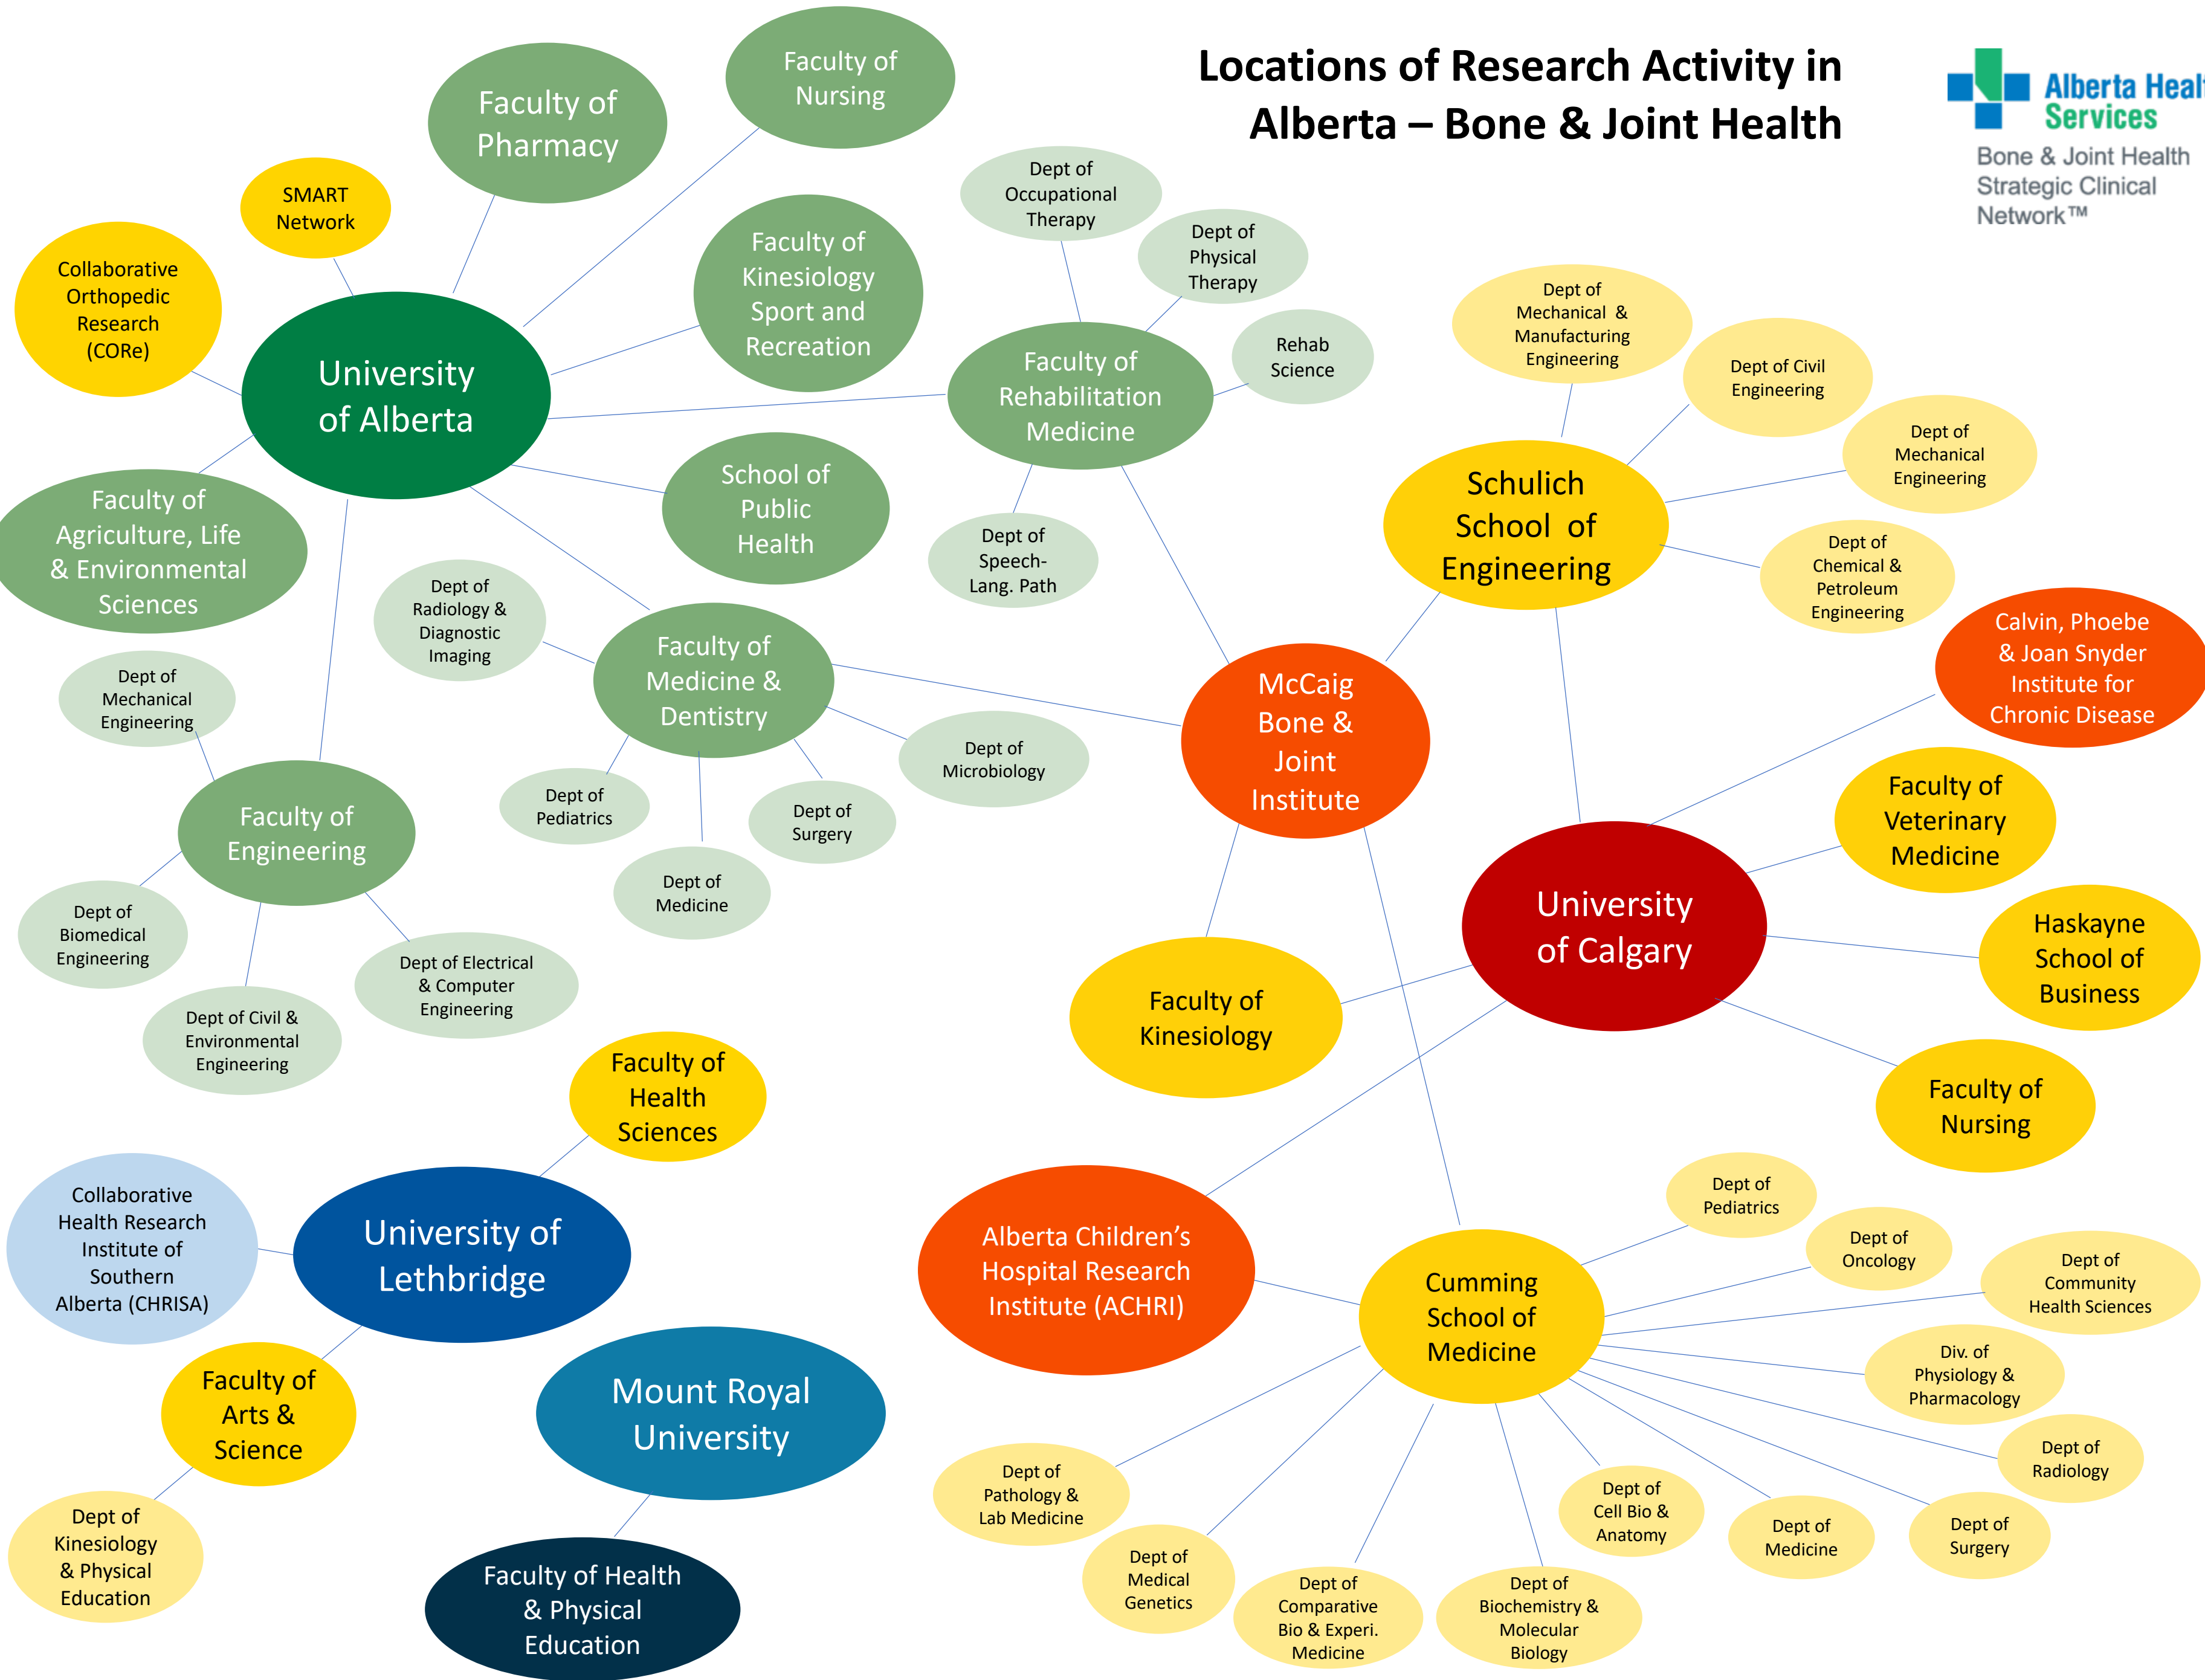 Locations of Research Activity in
Alberta – Bone & Joint Health
Alberta Heal
Services
Bone & Joint Health
Strategic Clinical
Network™
Faculty of
Pharmacy
Faculty of
Nursing
SMART
Network
Collaborative
Orthopedic
Research
(CORe)
University
of Alberta
Faculty of
Kinesiology
Sport and
Recreation
Dept of
Occupational
Therapy
Dept of
Physical
Therapy
Rehab
Science
Faculty of
Rehabilitation
Medicine
Dept of
Speech-
Lang. Path
School of
Public
Health
Faculty of
Agriculture, Life
& Environmental
Sciences
Dept of
Radiology &
Diagnostic
Imaging
Faculty of
Medicine &
Dentistry
Dept of
Microbiology
Dept of
Pediatrics
Dept of
Surgery
Dept of
Medicine
Dept of
Mechanical
Engineering
Faculty of
Engineering
Dept of
Biomedical
Engineering
Dept of Electrical
& Computer
Engineering
Dept of Civil &
Environmental
Engineering
Dept of
Mechanical &
Manufacturing
Engineering
Dept of Civil
Engineering
Dept of
Mechanical
Engineering
Dept of
Chemical &
Petroleum
Engineering
Schulich
School of
Engineering
McCaig
Bone &
Joint
Institute
Calvin, Phoebe
& Joan Snyder
Institute for
Chronic Disease
Faculty of
Veterinary
Medicine
University
of Calgary
Haskayne
School of
Business
Faculty of
Nursing
Faculty of
Kinesiology
Faculty of
Health
Sciences
Collaborative
Health Research
Institute of
Southern
Alberta (CHRISA)
University of
Lethbridge
Faculty of
Arts &
Science
Dept of
Kinesiology
& Physical
Education
Mount Royal
University
Faculty of Health
& Physical
Education
Alberta Children’s
Hospital Research
Institute (ACHRI)
Cumming
School of
Medicine
Dept of
Pediatrics
Dept of
Oncology
Dept of
Community
Health Sciences
Div. of
Physiology &
Pharmacology
Dept of
Radiology
Dept of
Surgery
Dept of
Medicine
Dept of
Cell Bio &
Anatomy
Dept of
Biochemistry &
Molecular
Biology
Dept of
Comparative
Bio & Experi.
Medicine
Dept of
Medical
Genetics
Dept of
Pathology &
Lab Medicine